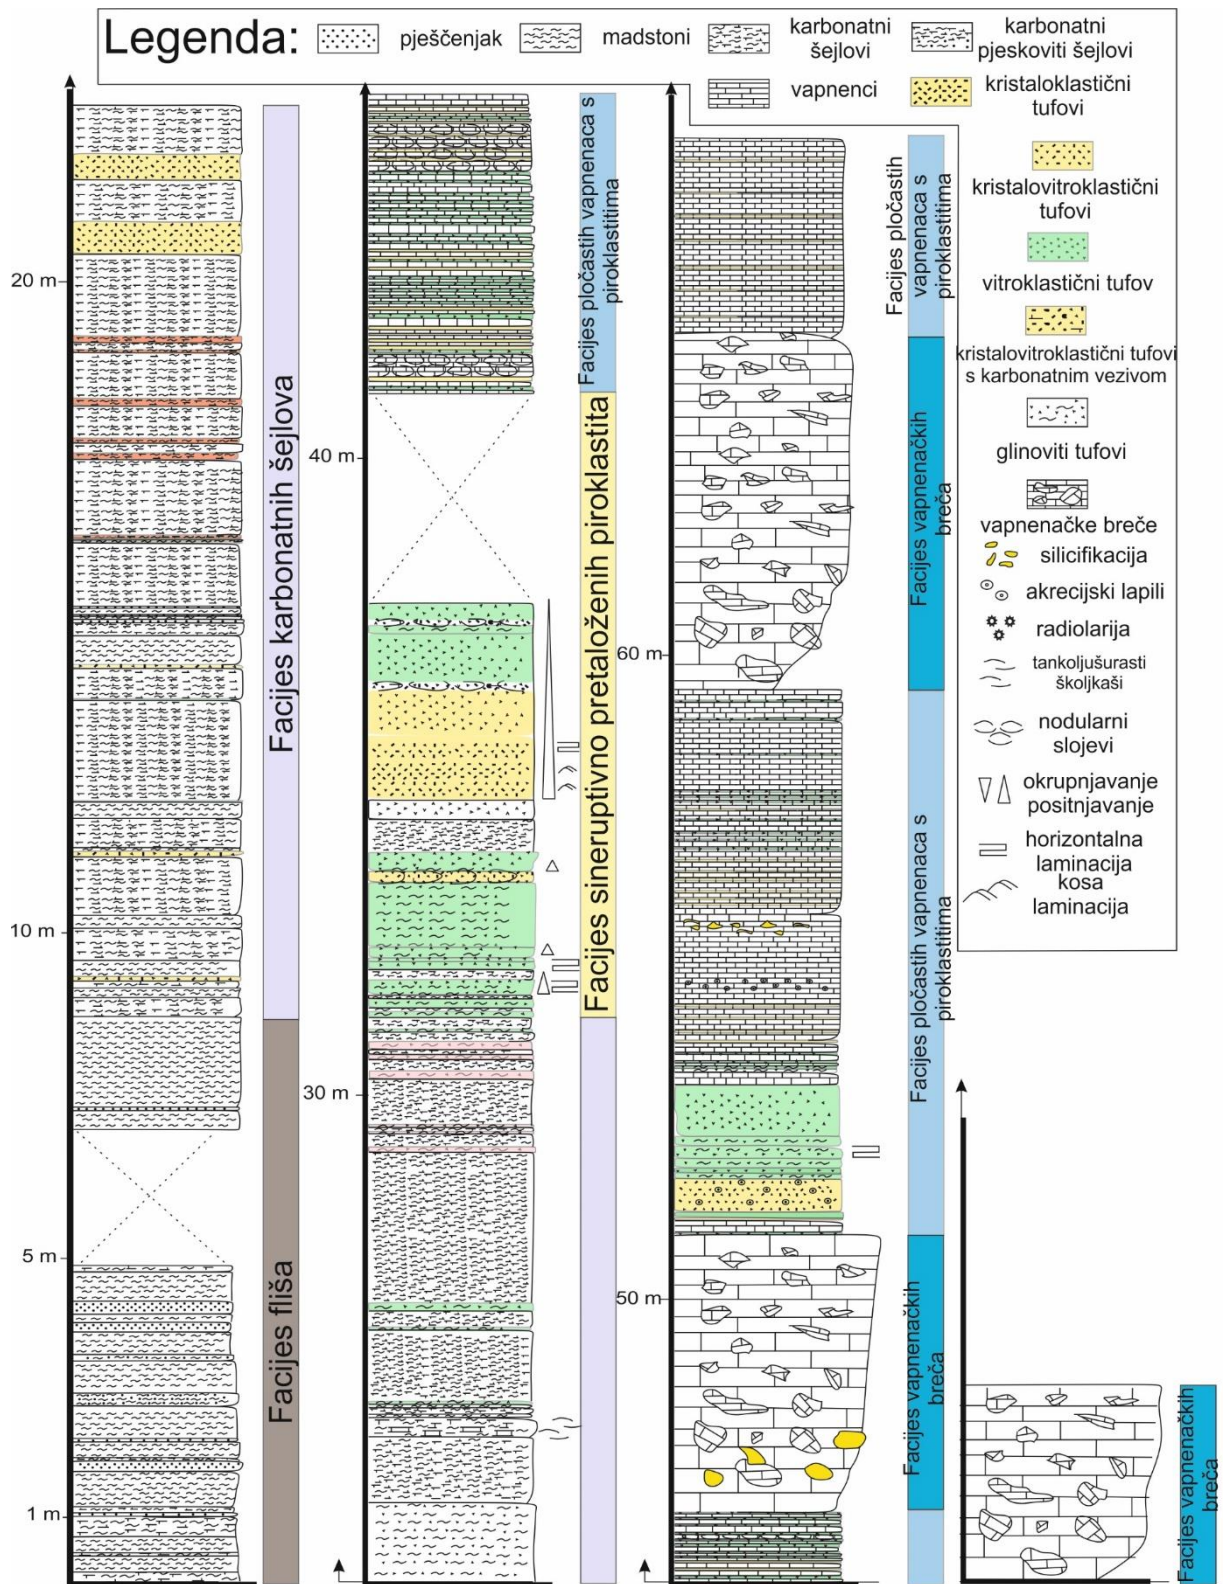 Legenda:
pješčenjak
madstoni
karbonatni
šejlovi
karbonatni
pjeskoviti šejlovi
vapnenci
kristaloklastični
tufovi
kristalovitroklastični
tufovi
vitroklastični tufov
kristalovitroklastični tufovi
s karbonatnim vezivom
glinoviti tufovi
vapnenačke breče
silicifikacija
akrecijski lapili
radiolarija
tankoljušurasti
školjkaši
nodularni
slojevi
okrupnjavanje
positnjavanje
horizontalna
laminacija
kosa
laminacija
20 m
10 m
5 m
1 m
Facijes karbonatnih šejlova
Facijes fliša
40 m
30 m
Facijes pločastih vapnenaca s
piroklastitima
Facijes sineruptivno pretaloženih piroklastita
60 m
50 m
Facijes pločastih
vapnenaca s
piroklastitima
Facijes vapnenačkih
breča
Facijes pločastih vapnenaca s
piroklastitima
Facijes vapnenačkih
breča
Facijes vapnenačkih
breča